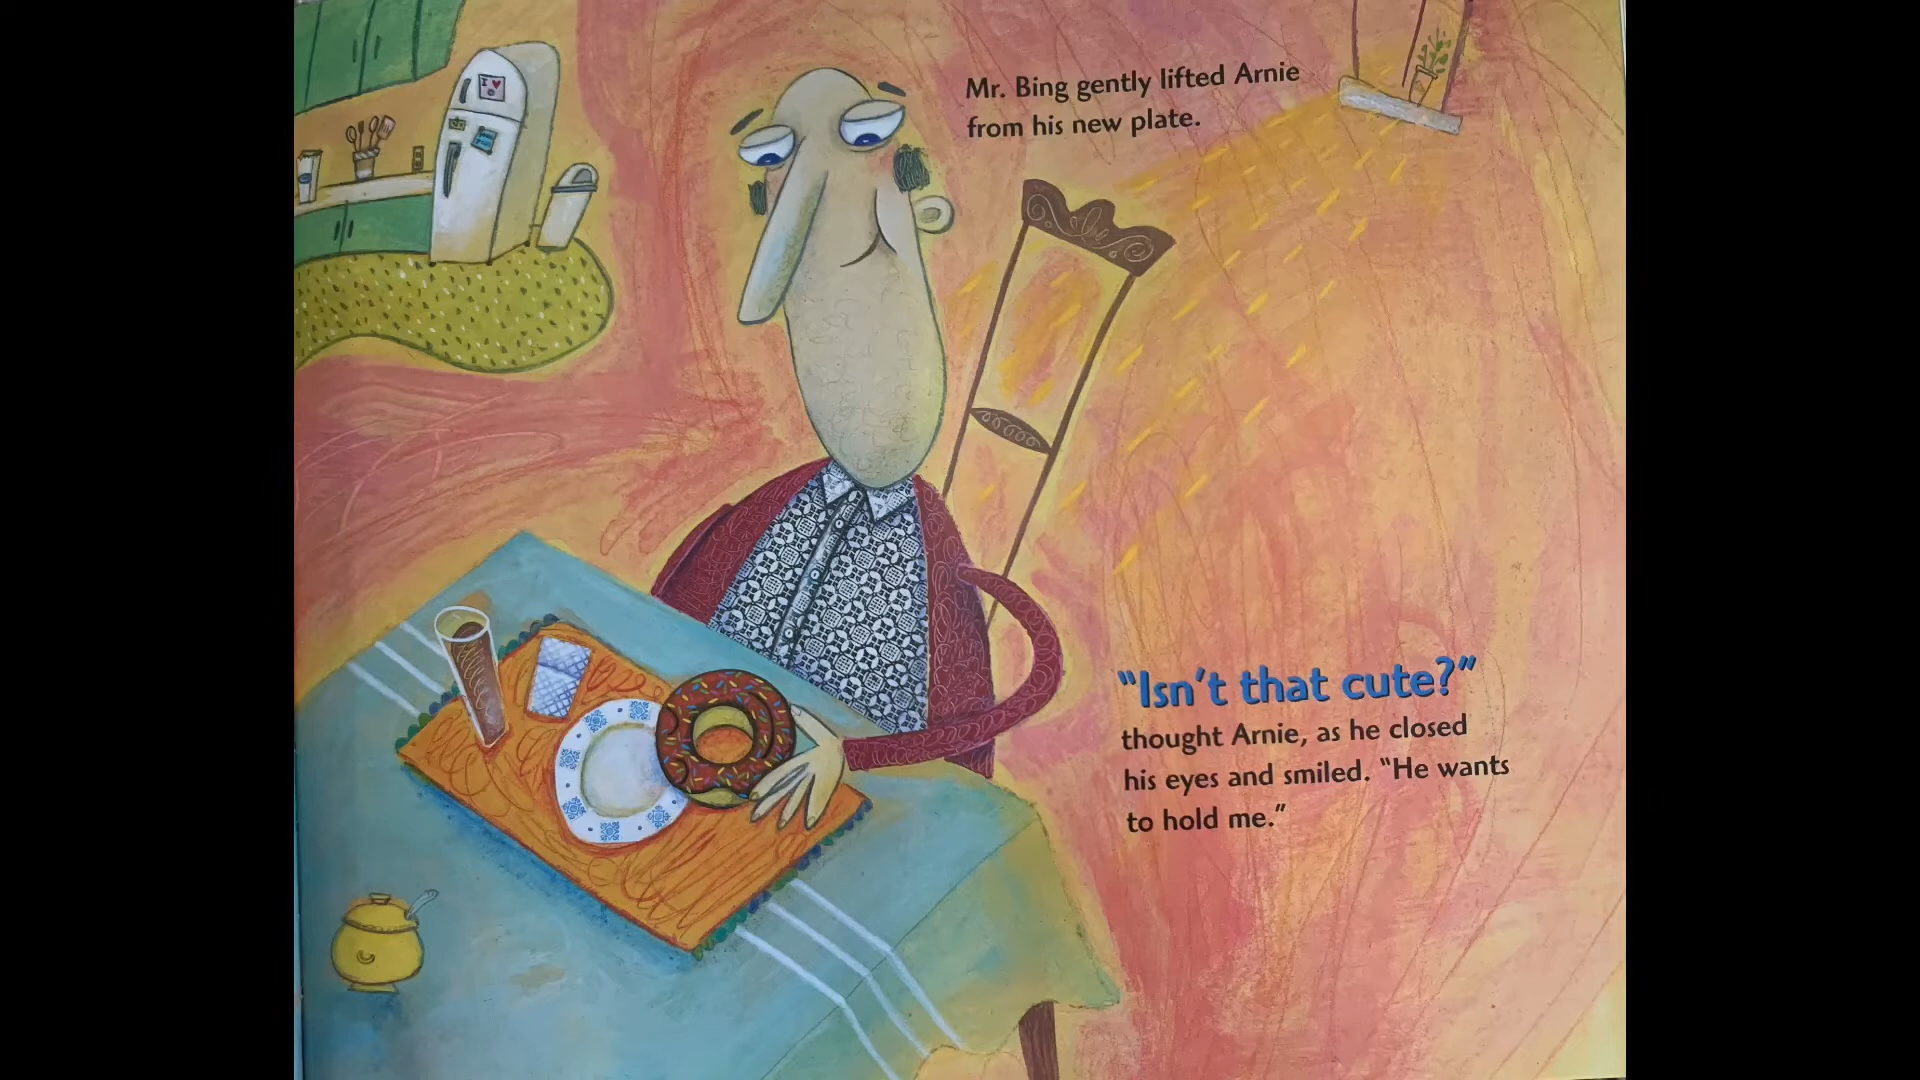 Mr. Bing gently lifted Arnie
from his new plate.
I ♥
"Isn't that cute?"
thought Arnie, as he closed
his eyes and smiled. "He wants
to hold me."